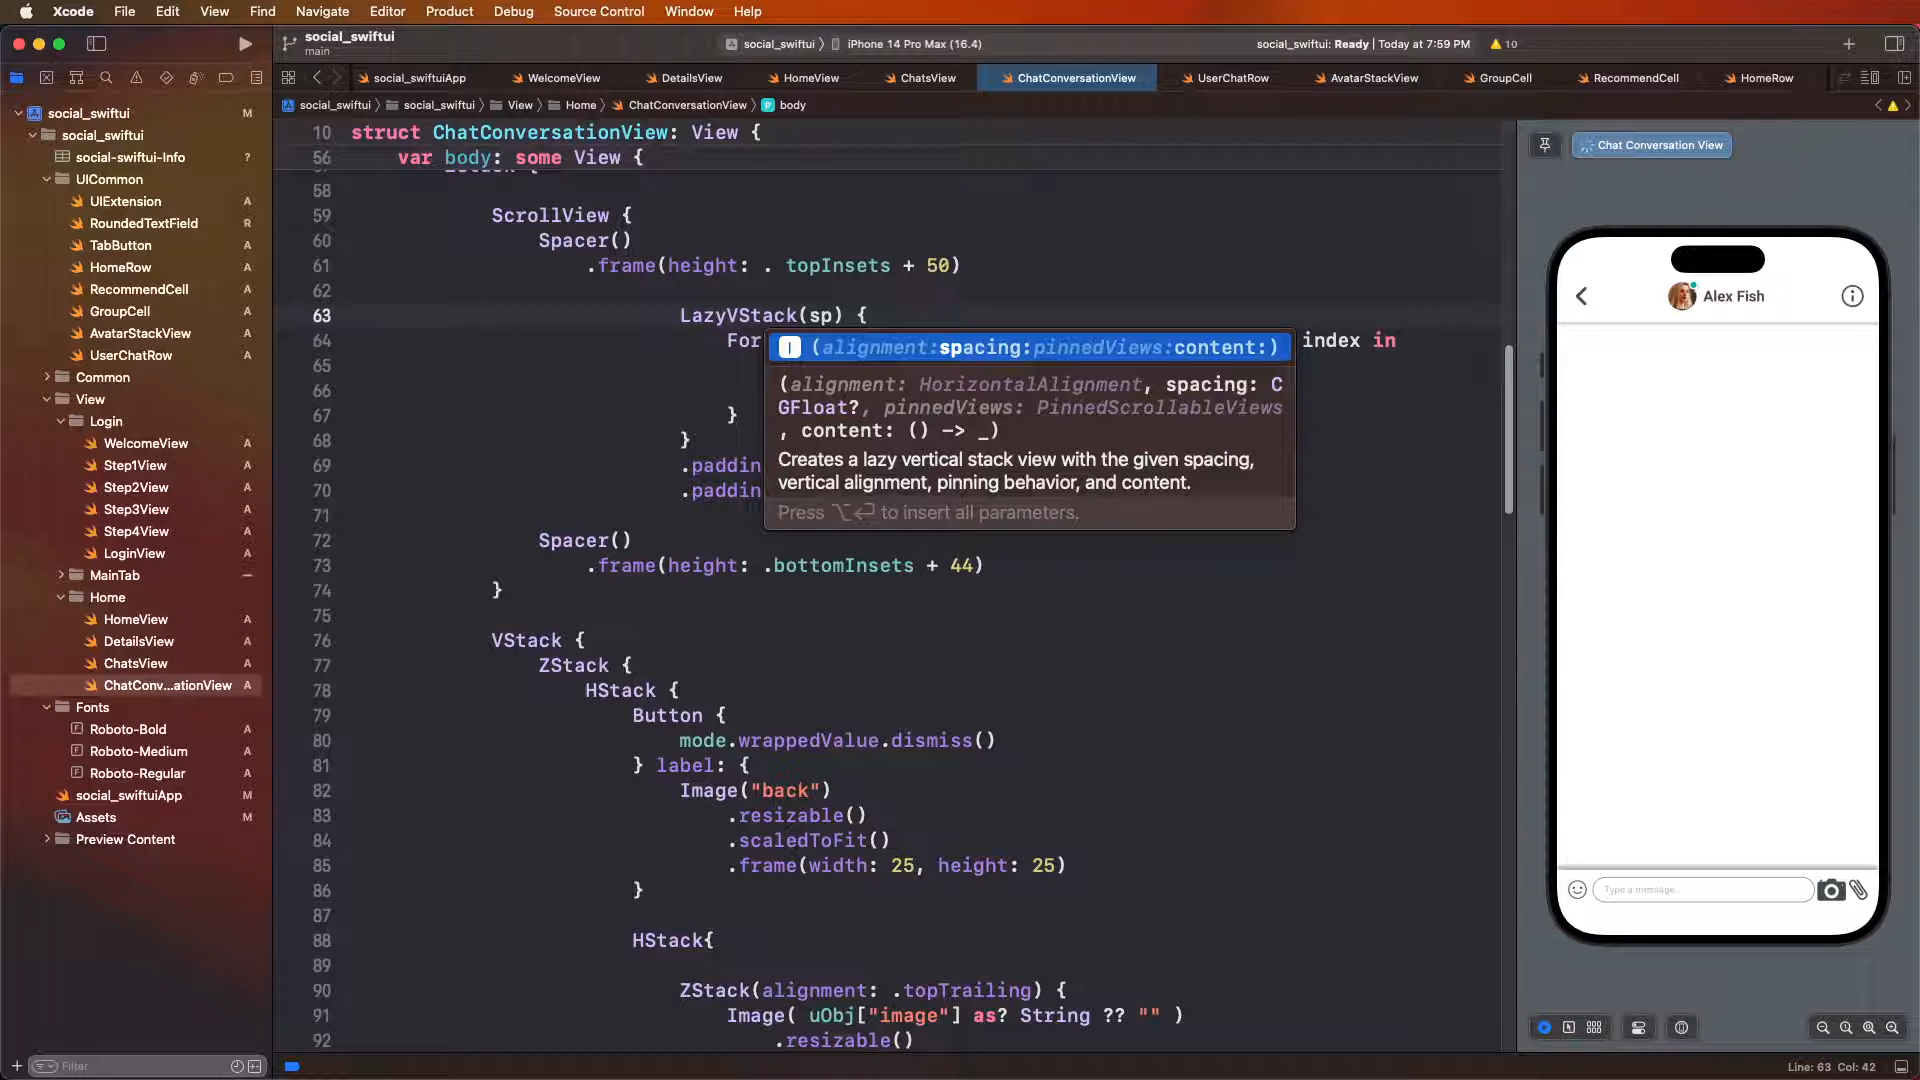 Xcode File Edit View Find Navigate Editor Product Debug Source Control Window Help
social_swiftui
main
social_swiftui iPhone 14 Pro Max (16.4)
social_swiftui: Ready | Today at 7:59 PM 10
social_swiftuiApp WelcomeView DetailsView HomeView ChatsView ChatConversationView UserChatRow AvatarStackView GroupCell RecommendCell HomeRow
social_swiftui social_swiftui View Home ChatConversationView body
social_swiftui M
social_swiftui
social-swiftui-Info ?
UICommon
UIExtension A
RoundedTextField R
TabButton A
HomeRow A
RecommendCell A
GroupCell A
AvatarStackView A
UserChatRow A
Common
View
Login
WelcomeView A
Step1View A
Step2View A
Step3View A
Step4View A
LoginView A
MainTab
Home
HomeView A
DetailsView A
ChatsView A
ChatConv...ationView A
Fonts
Roboto-Bold A
Roboto-Medium A
Roboto-Regular A
social_swiftuiApp M
Assets M
Preview Content
Filter
10 struct ChatConversationView: View {
56 var body: some View {
58
59 ScrollView {
60 Spacer()
61 .frame(height: . topInsets + 50)
62
63 LazyVStack(sp) {
64 For index in
65
66
67 }
68 }
69 .paddin
70 .paddin
71
72 Spacer()
73 .frame(height: .bottomInsets + 44)
74 }
75
76 VStack {
77 ZStack {
78 HStack {
79 Button {
80 mode.wrappedValue.dismiss()
81 } label: {
82 Image("back")
83 .resizable()
84 .scaledToFit()
85 .frame(width: 25, height: 25)
86 }
87
88 HStack{
89
90 ZStack(alignment: .topTrailing) {
91 Image( uObj["image"] as? String ?? "" )
92 .resizable()
(alignment:spacing:pinnedViews:content:)
(alignment: HorizontalAlignment, spacing: C
GFloat?, pinnedViews: PinnedScrollableViews
, content: () -> _)
Creates a lazy vertical stack view with the given spacing,
vertical alignment, pinning behavior, and content.
Press ⌥⏎ to insert all parameters.
Chat Conversation View
Alex Fish
Type a message..
Line: 63 Col: 42